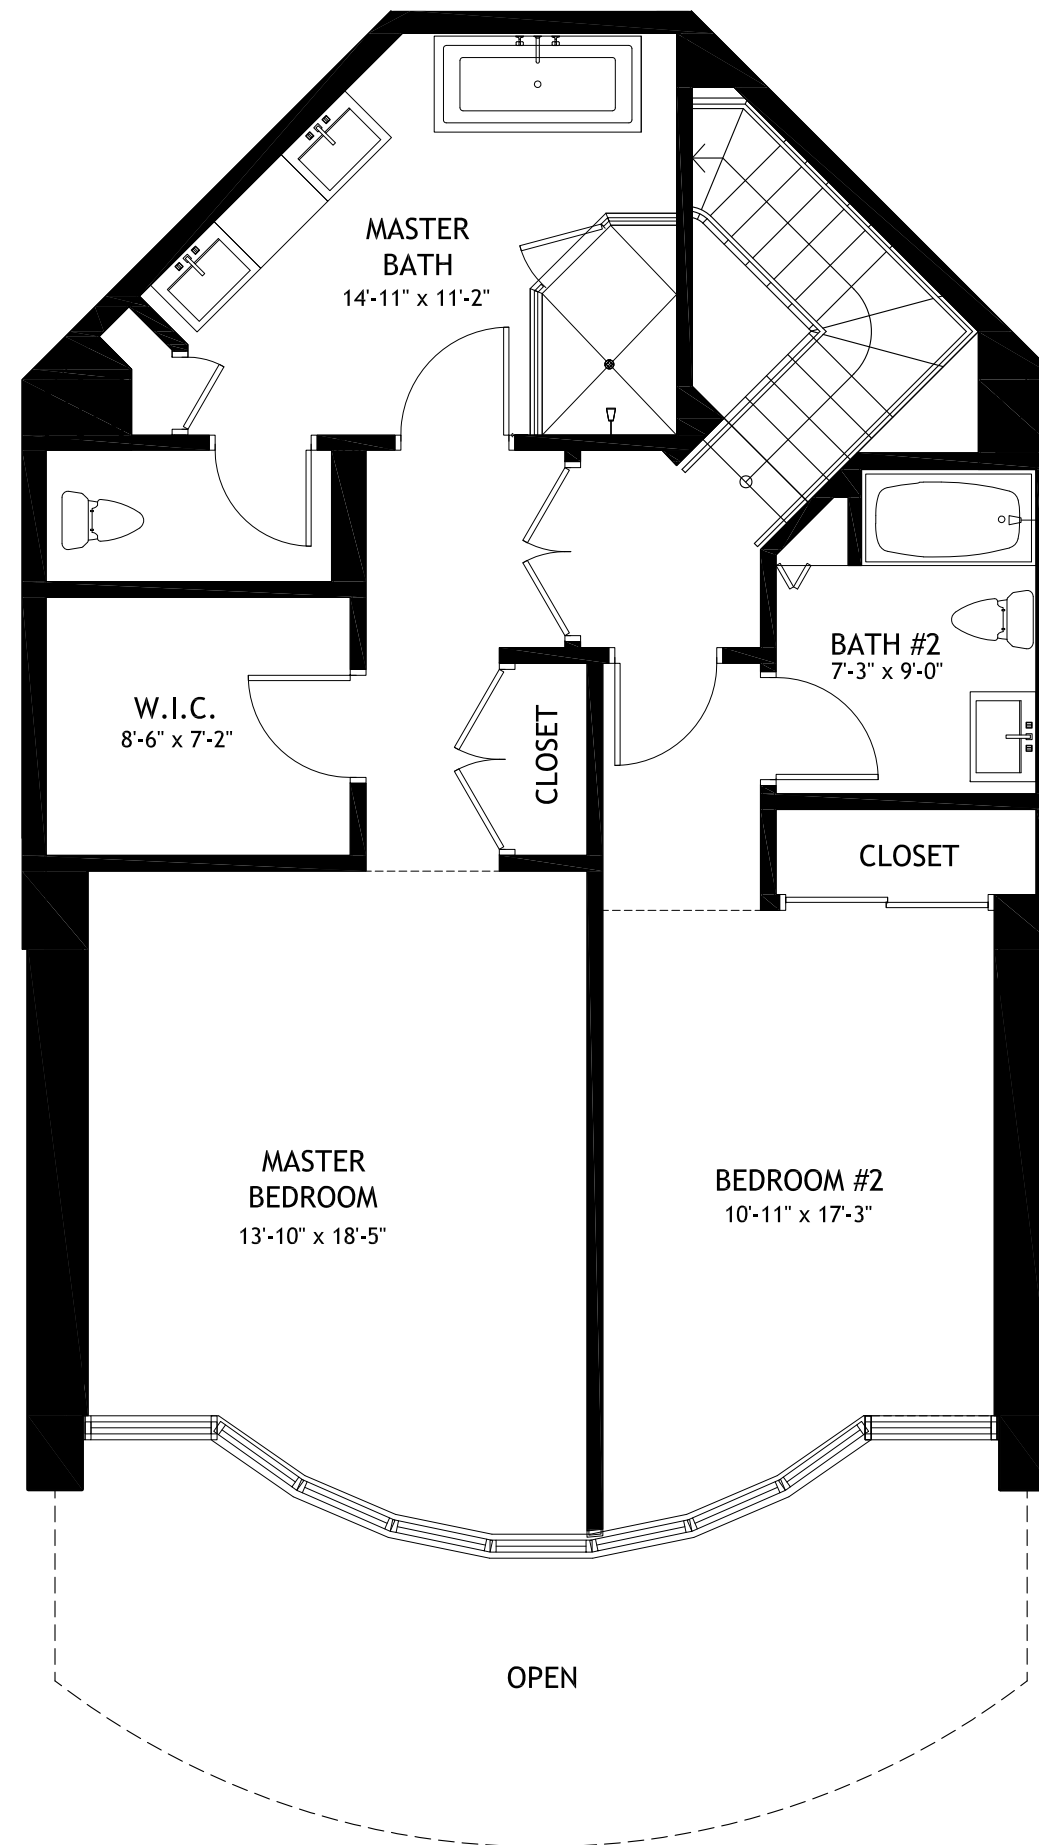 MASTER
BATH
14'-11" x 11'-2"
BATH #2
7'-3" x 9'-0"
W.I.C.
8'-6" x 7'-2"
CLOSET
CLOSET
MASTER
BEDROOM
13'-10" x 18'-5"
BEDROOM #2
10'-11" x 17'-3"
OPEN